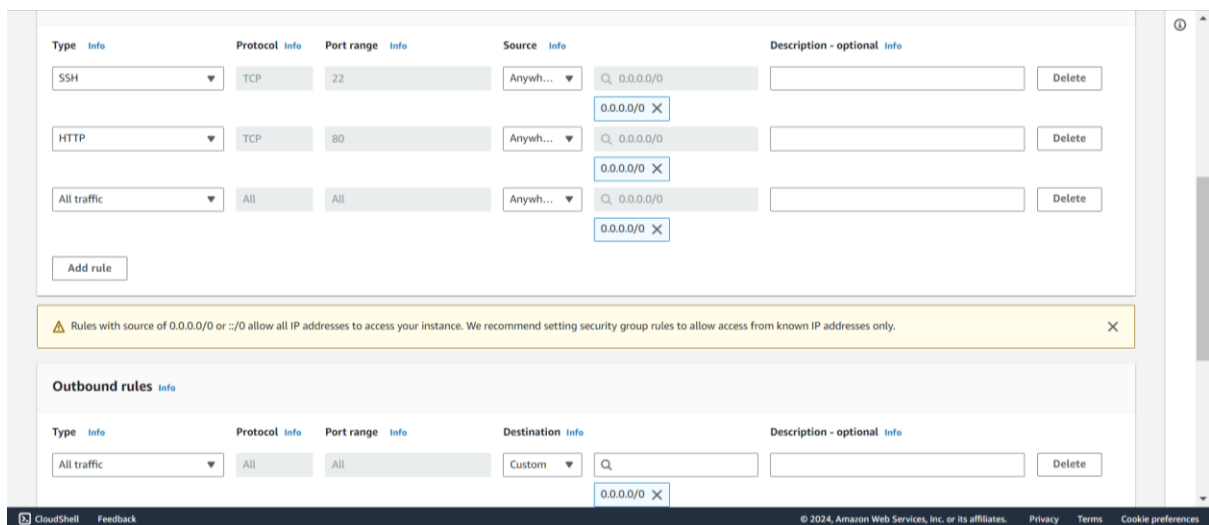 Type Info Protocol Info Port range Info Source Info Description - optional Info
SSH TCP 22 Anywh... 0.0.0.0/0 Delete
0.0.0.0/0
HTTP TCP 80 Anywh... 0.0.0.0/0 Delete
0.0.0.0/0
All traffic All All Anywh... 0.0.0.0/0 Delete
0.0.0.0/0
Add rule
Rules with source of 0.0.0.0/0 or ::/0 allow all IP addresses to access your instance. We recommend setting security group rules to allow access from known IP addresses only.
Outbound rules Info
Type Info Protocol Info Port range Info Destination Info Description - optional Info
All traffic All All Custom Delete
0.0.0.0/0
CloudShell Feedback © 2024, Amazon Web Services, Inc. or its affiliates. Privacy Terms Cookie preferences